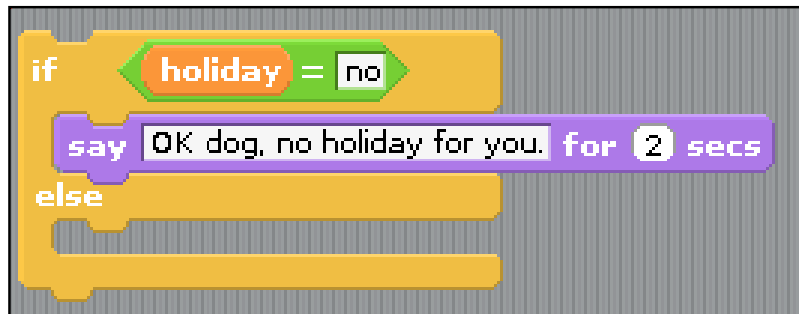 if holiday = no
say OK dog, no holiday for you. for 2 secs
else